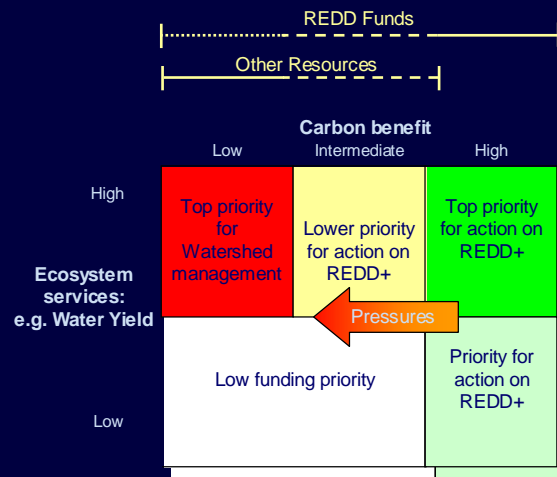 REDD Funds
Other Resources
Carbon benefit
Low
Intermediate
High
High
Top priority
for
Watershed
management
Lower priority
for action on
REDD+
Top priority
for action on
REDD+
Ecosystem
services:
e.g. Water Yield
Pressures
Low funding priority
Priority for
action on
REDD+
Low